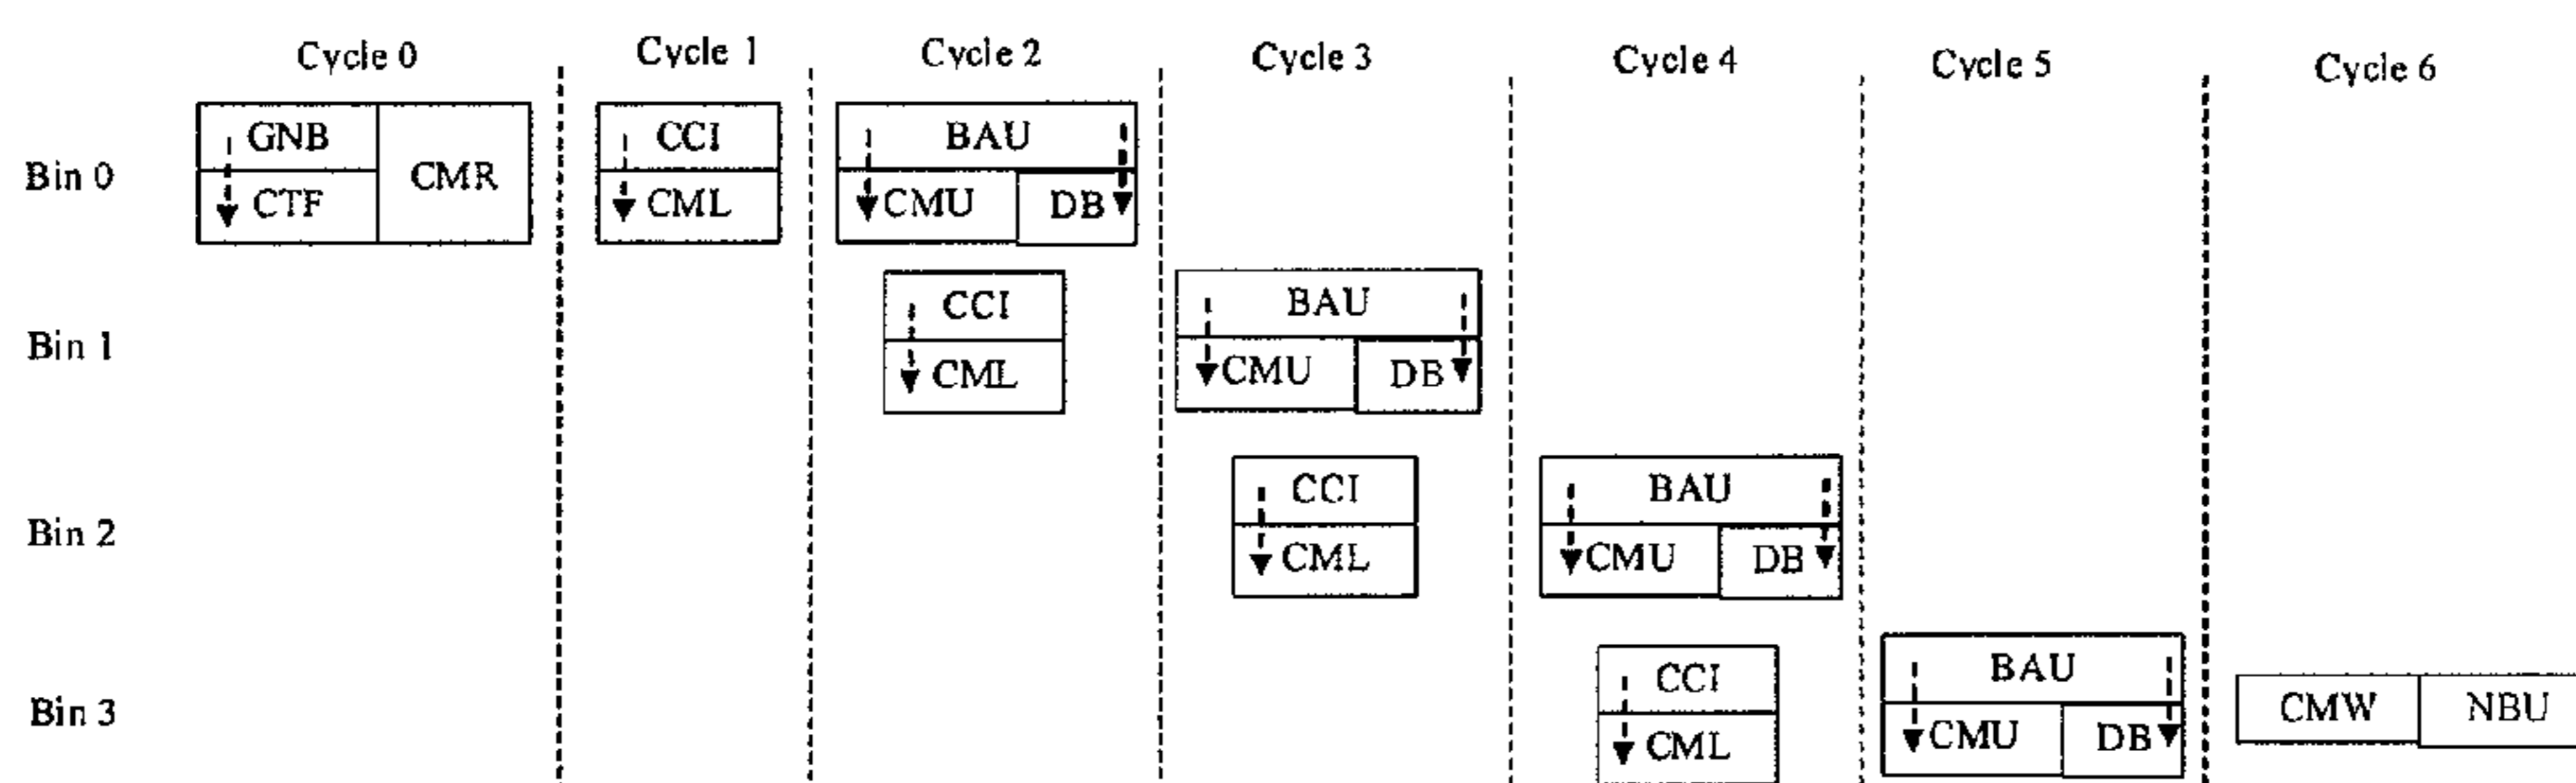 Cycle 0 Cycle 1 Cycle 2 Cycle 3 Cycle 4 Cycle 5 Cycle 6
GNB CCI BAU
Bin 0 CMR
CTF CML CMU DB
CCI BAU
Bin 1
CML CMU DB
CCI BAU
Bin 2
CML CMU DB
CCI BAU
Bin 3 CMW NBU
CML CMU DB